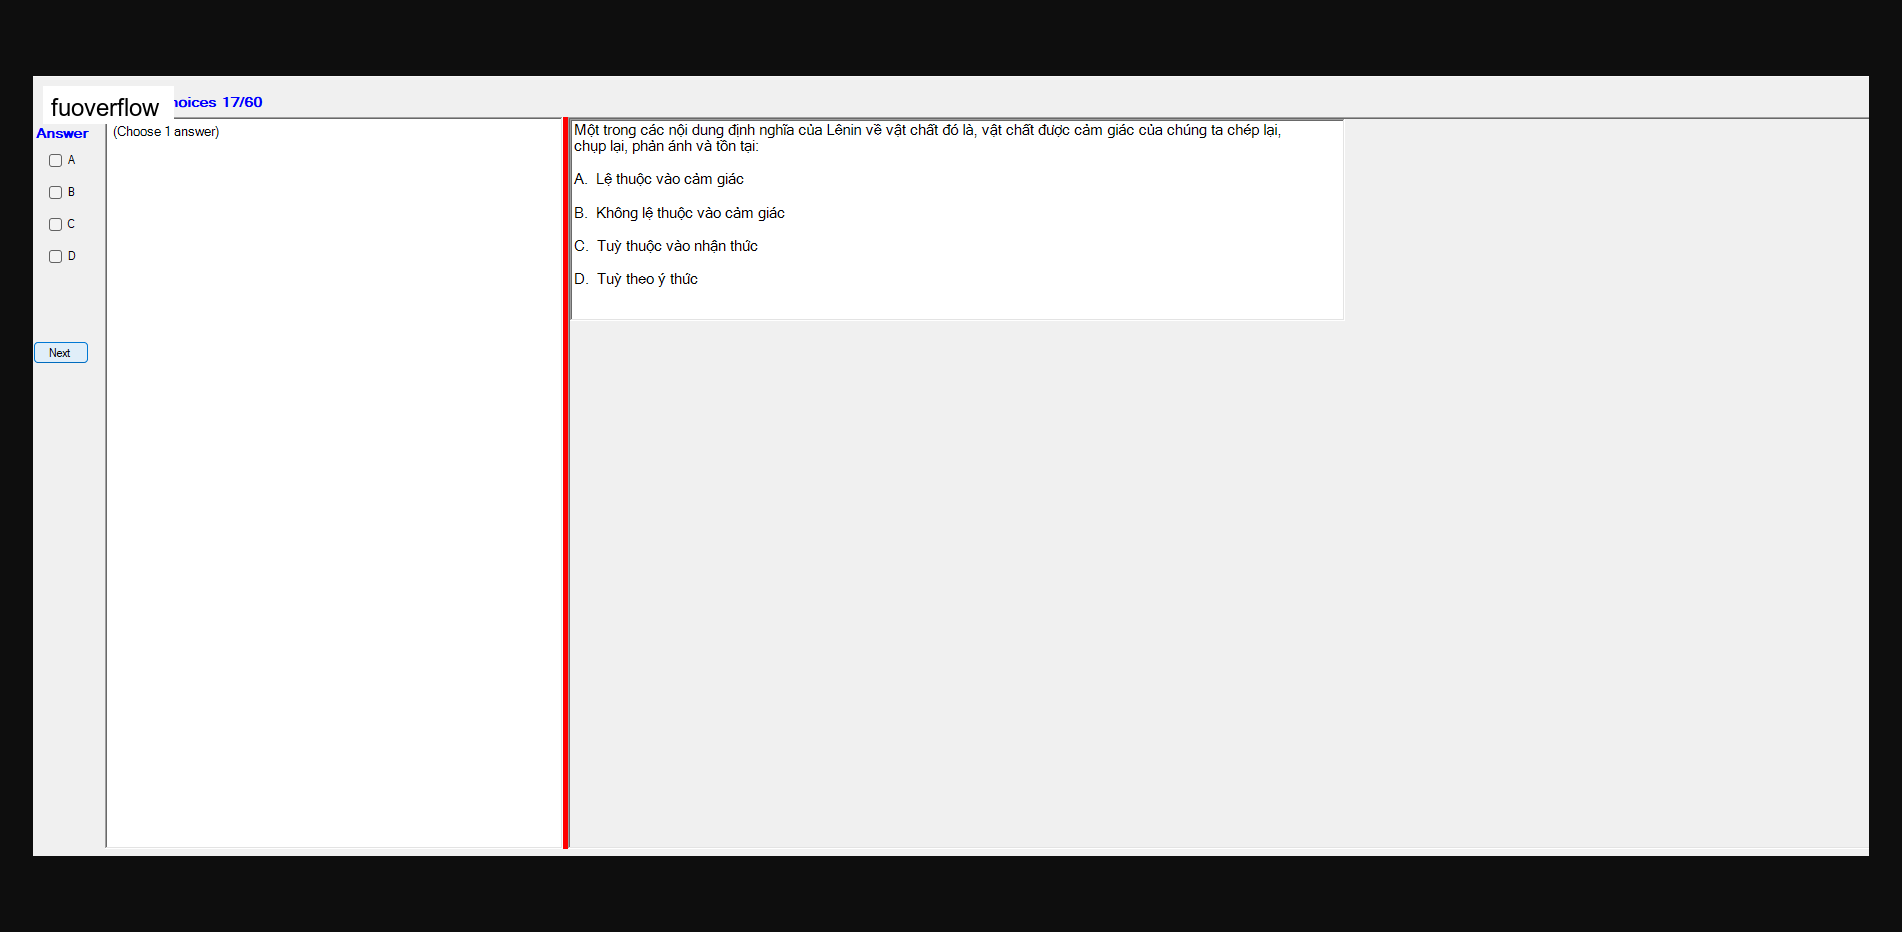 fuoverflow
hoices 17/60
Answer
(Choose 1 answer)
A
B
C
D
Next
Một trong các nội dung định nghĩa của Lênin về vật chất đó là, vật chất được cảm giác của chúng ta chép lại,
chụp lại, phản ánh và tồn tại:
A. Lệ thuộc vào cảm giác
B. Không lệ thuộc vào cảm giác
C. Tuỳ thuộc vào nhận thức
D. Tuỳ theo ý thức